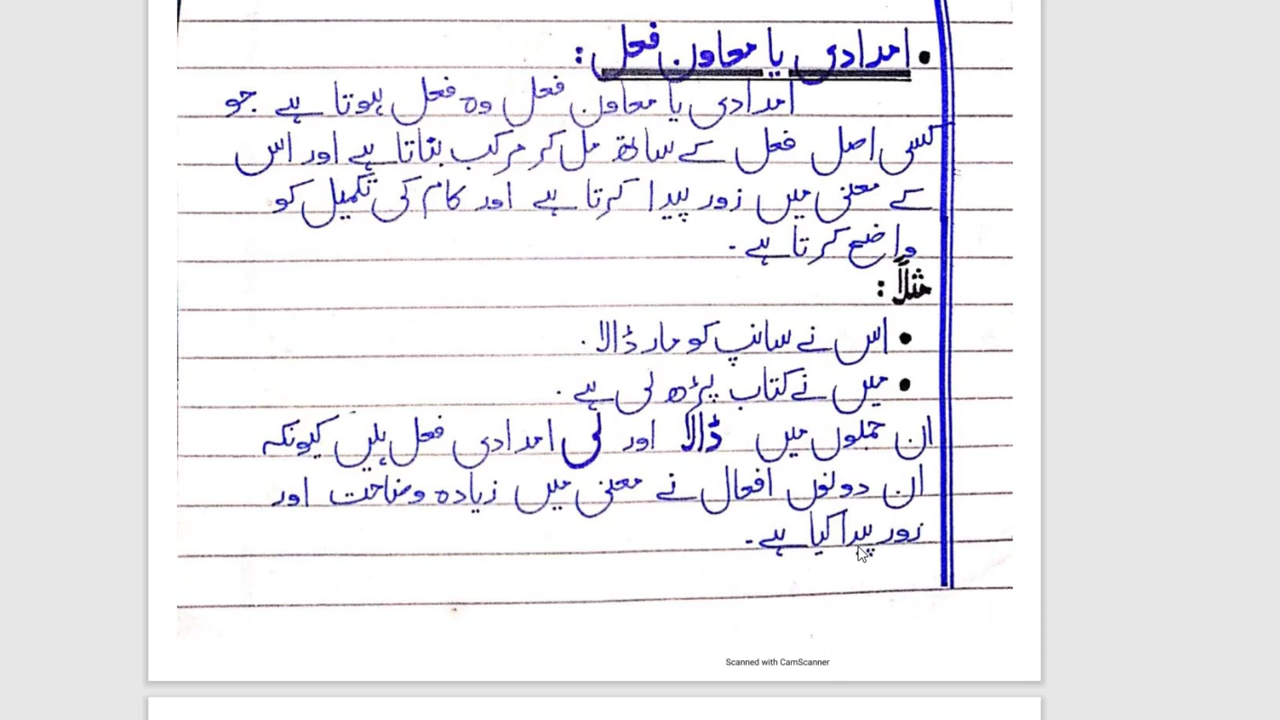 • امدادی یا معاون فعل :
امدادی یا معاون فعل وہ فعل ہوتا ہے جو
کسی اصل فعل کے ساتھ مل کر مرکب بناتا ہے اور اس
کے معنی میں زور پیدا کرتا ہے اور کام کی تکمیل کو
واضح کرتا ہے۔
مثلاً :
• اس نے سانپ کو مار ڈالا۔
• میں نے کتاب پڑھ لی ہے۔
ان جملوں میں ڈالا اور لی امدادی فعل ہیں کیونکہ
ان دونوں افعال نے معنی میں زیادہ وضاحت اور
زور پیدا کیا ہے۔
Scanned with CamScanner